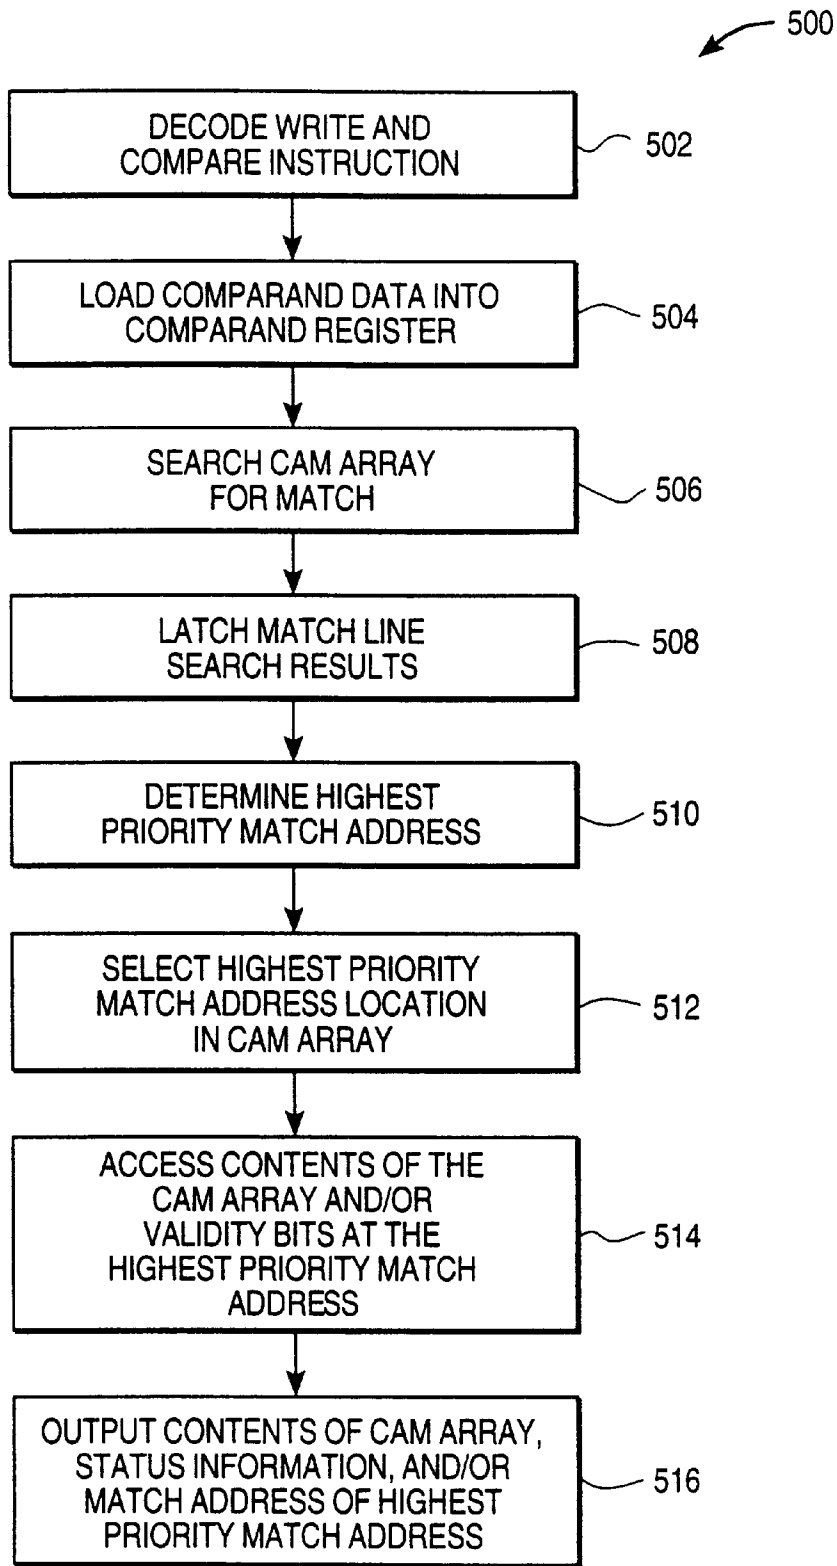 500
DECODE WRITE AND
COMPARE INSTRUCTION
502
LOAD COMPARAND DATA INTO
COMPARAND REGISTER
504
SEARCH CAM ARRAY
FOR MATCH
506
LATCH MATCH LINE
SEARCH RESULTS
508
DETERMINE HIGHEST
PRIORITY MATCH ADDRESS
510
SELECT HIGHEST PRIORITY
MATCH ADDRESS LOCATION
IN CAM ARRAY
512
ACCESS CONTENTS OF THE
CAM ARRAY AND/OR
VALIDITY BITS AT THE
HIGHEST PRIORITY MATCH
ADDRESS
514
OUTPUT CONTENTS OF CAM ARRAY,
STATUS INFORMATION, AND/OR
MATCH ADDRESS OF HIGHEST
PRIORITY MATCH ADDRESS
516